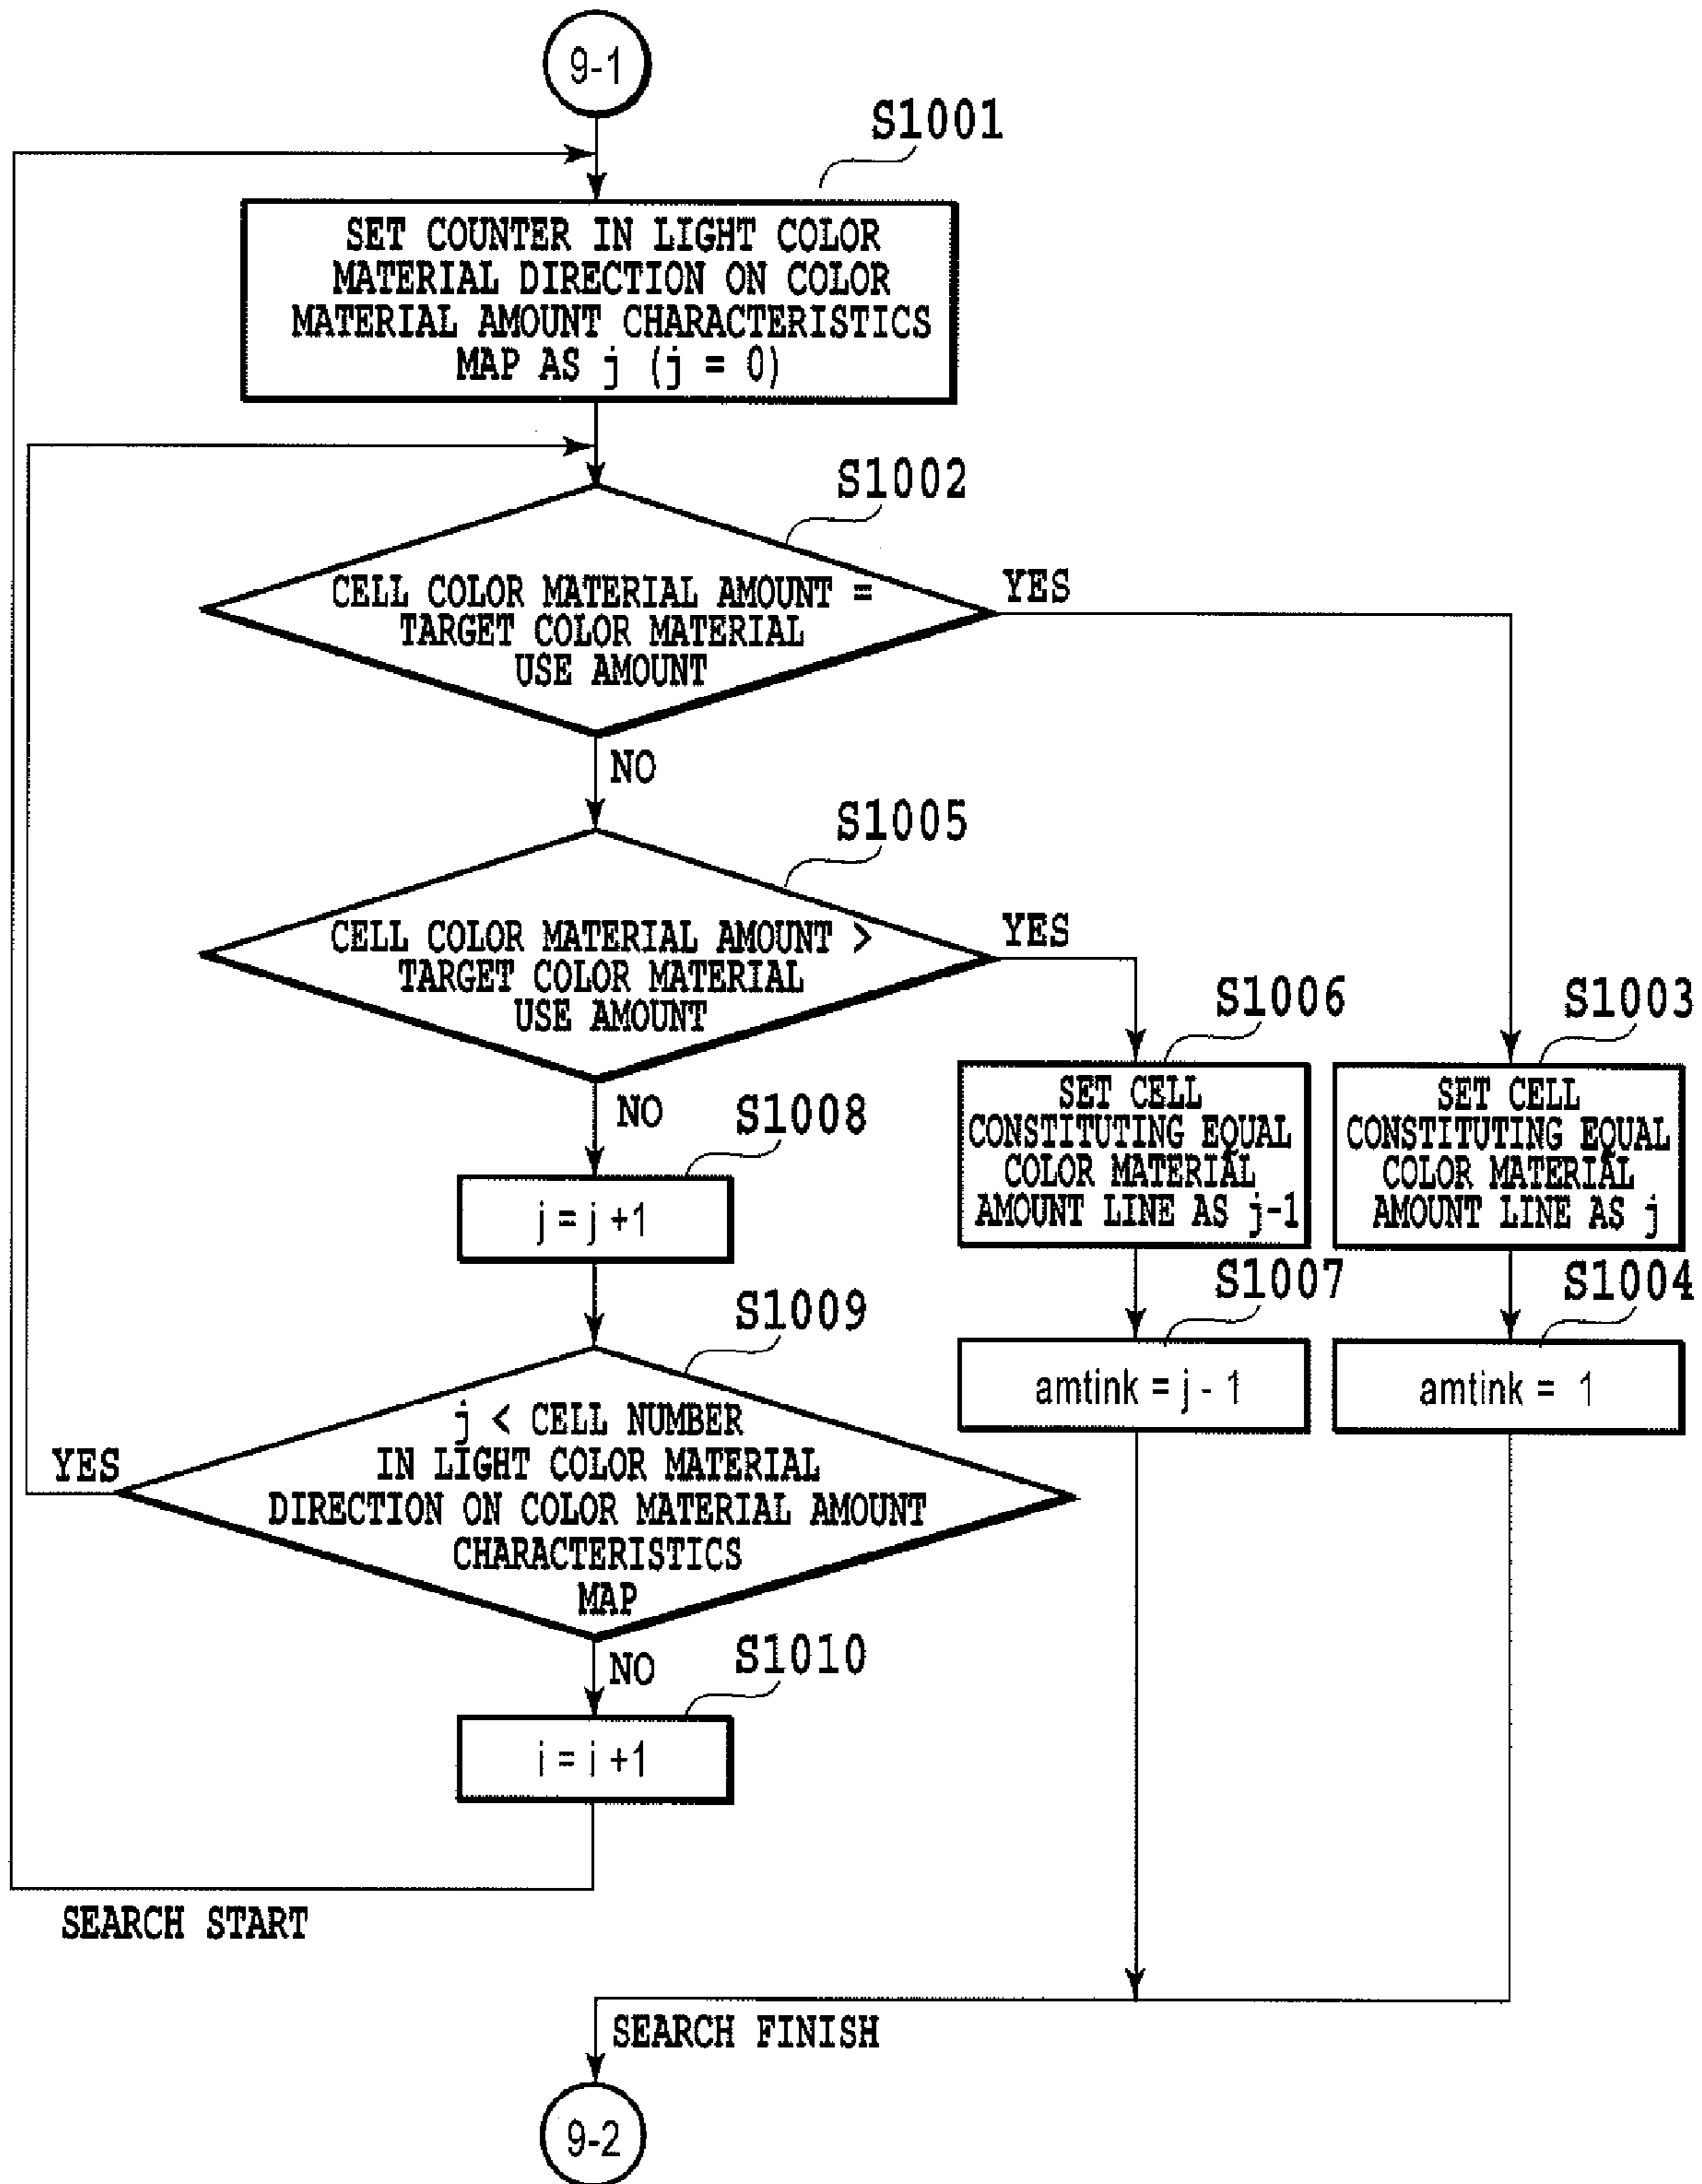 9-1
S1001
SET COUNTER IN LIGHT COLOR
MATERIAL DIRECTION ON COLOR
MATERIAL AMOUNT CHARACTERISTICS
MAP AS j (j = 0)
S1002
CELL COLOR MATERIAL AMOUNT =
TARGET COLOR MATERIAL
USE AMOUNT
YES
NO
S1005
CELL COLOR MATERIAL AMOUNT >
TARGET COLOR MATERIAL
USE AMOUNT
YES
NO
S1006
SET CELL
CONSTITUTING EQUAL
COLOR MATERIAL
AMOUNT LINE AS j-1
S1003
SET CELL
CONSTITUTING EQUAL
COLOR MATERIAL
AMOUNT LINE AS j
S1008
j = j +1
S1007
amtink = j - 1
S1004
amtink = 1
S1009
j < CELL NUMBER
IN LIGHT COLOR MATERIAL
DIRECTION ON COLOR MATERIAL AMOUNT
CHARACTERISTICS
MAP
YES
NO
S1010
i = i +1
SEARCH START
SEARCH FINISH
9-2